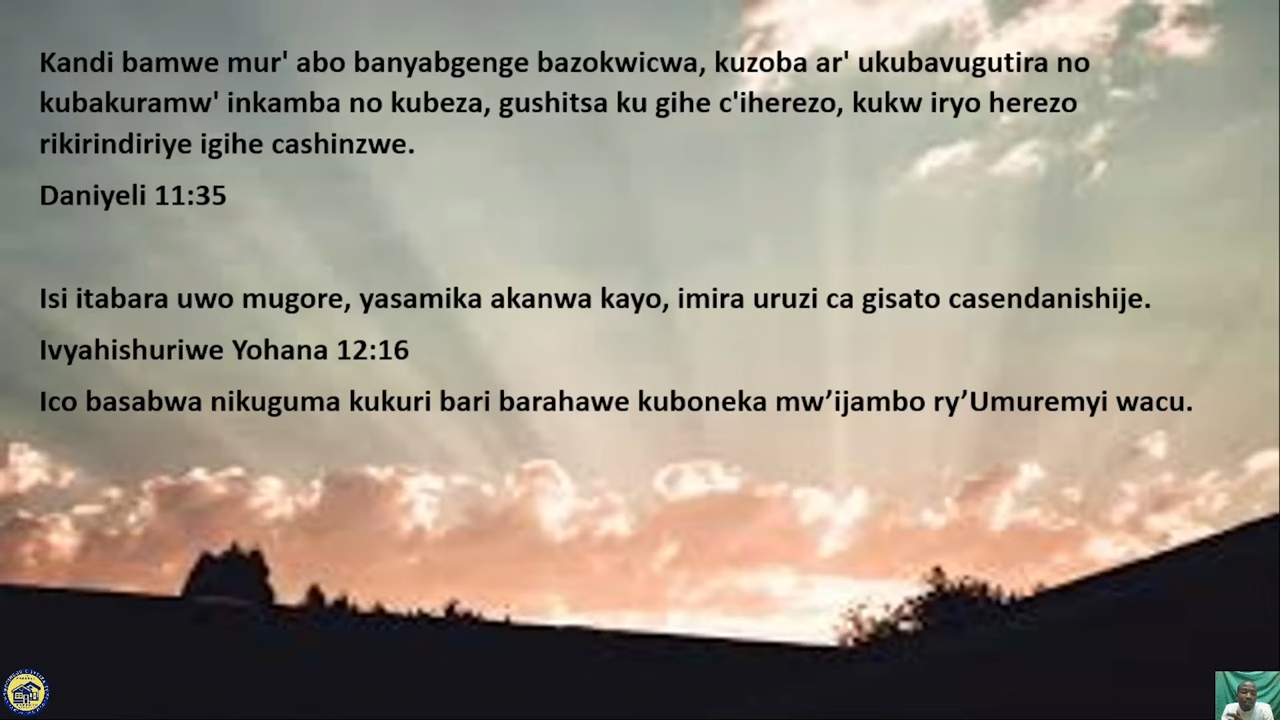 Kandi bamwe mur' abo banyabgenge bazokwicwa, kuzoba ar' ukubavugutira no
kubakuramw' inkamba no kubeza, gushitsa ku gihe c'iherezo, kukw iryo herezo
rikirindiriye igihe cashinzwe.
Daniyeli 11:35
Isi itabara uwo mugore, yasamika akanwa kayo, imira uruzi ca gisato casendanishije.
Ivyahishuriwe Yohana 12:16
Ico basabwa nikuguma kukuri bari barahawe kuboneka mw’ijambo ry’Umuremyi wacu.